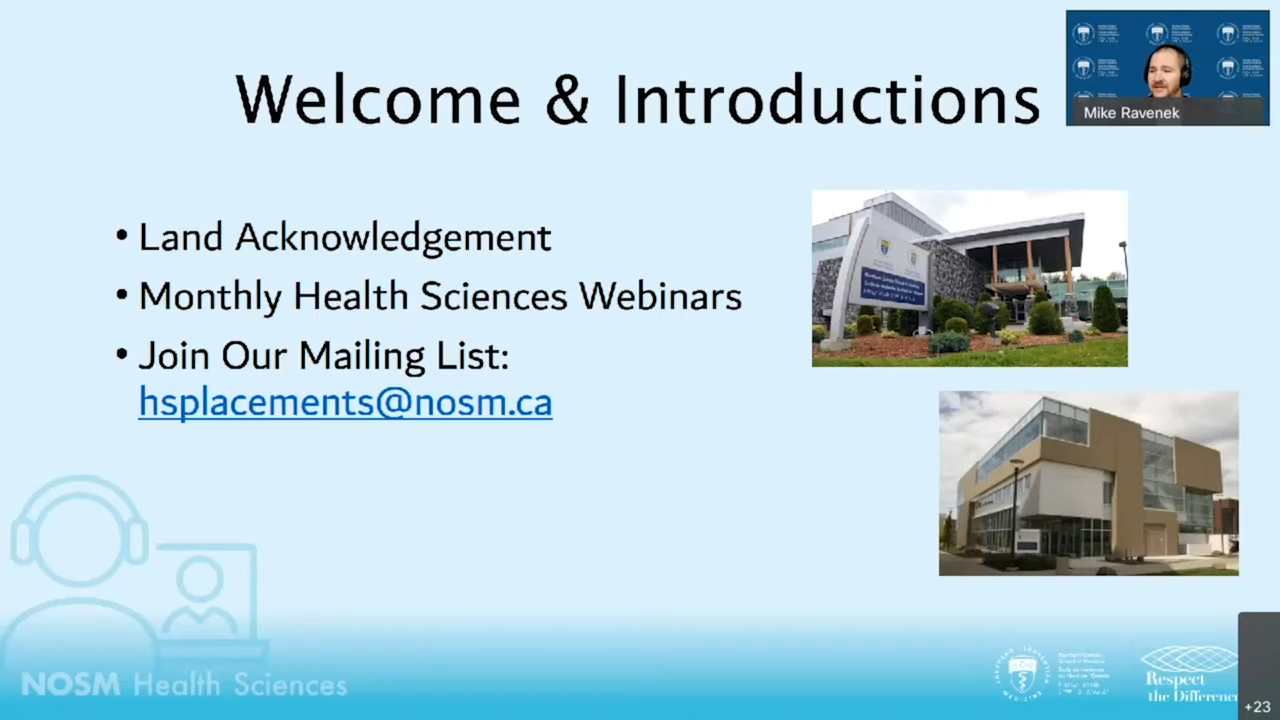 Welcome & Introductions
Mike Ravenek
• Land Acknowledgement
• Monthly Health Sciences Webinars
• Join Our Mailing List:
hsplacements@nosm.ca
NOSM Health Sciences
Respect
the Difference
+23